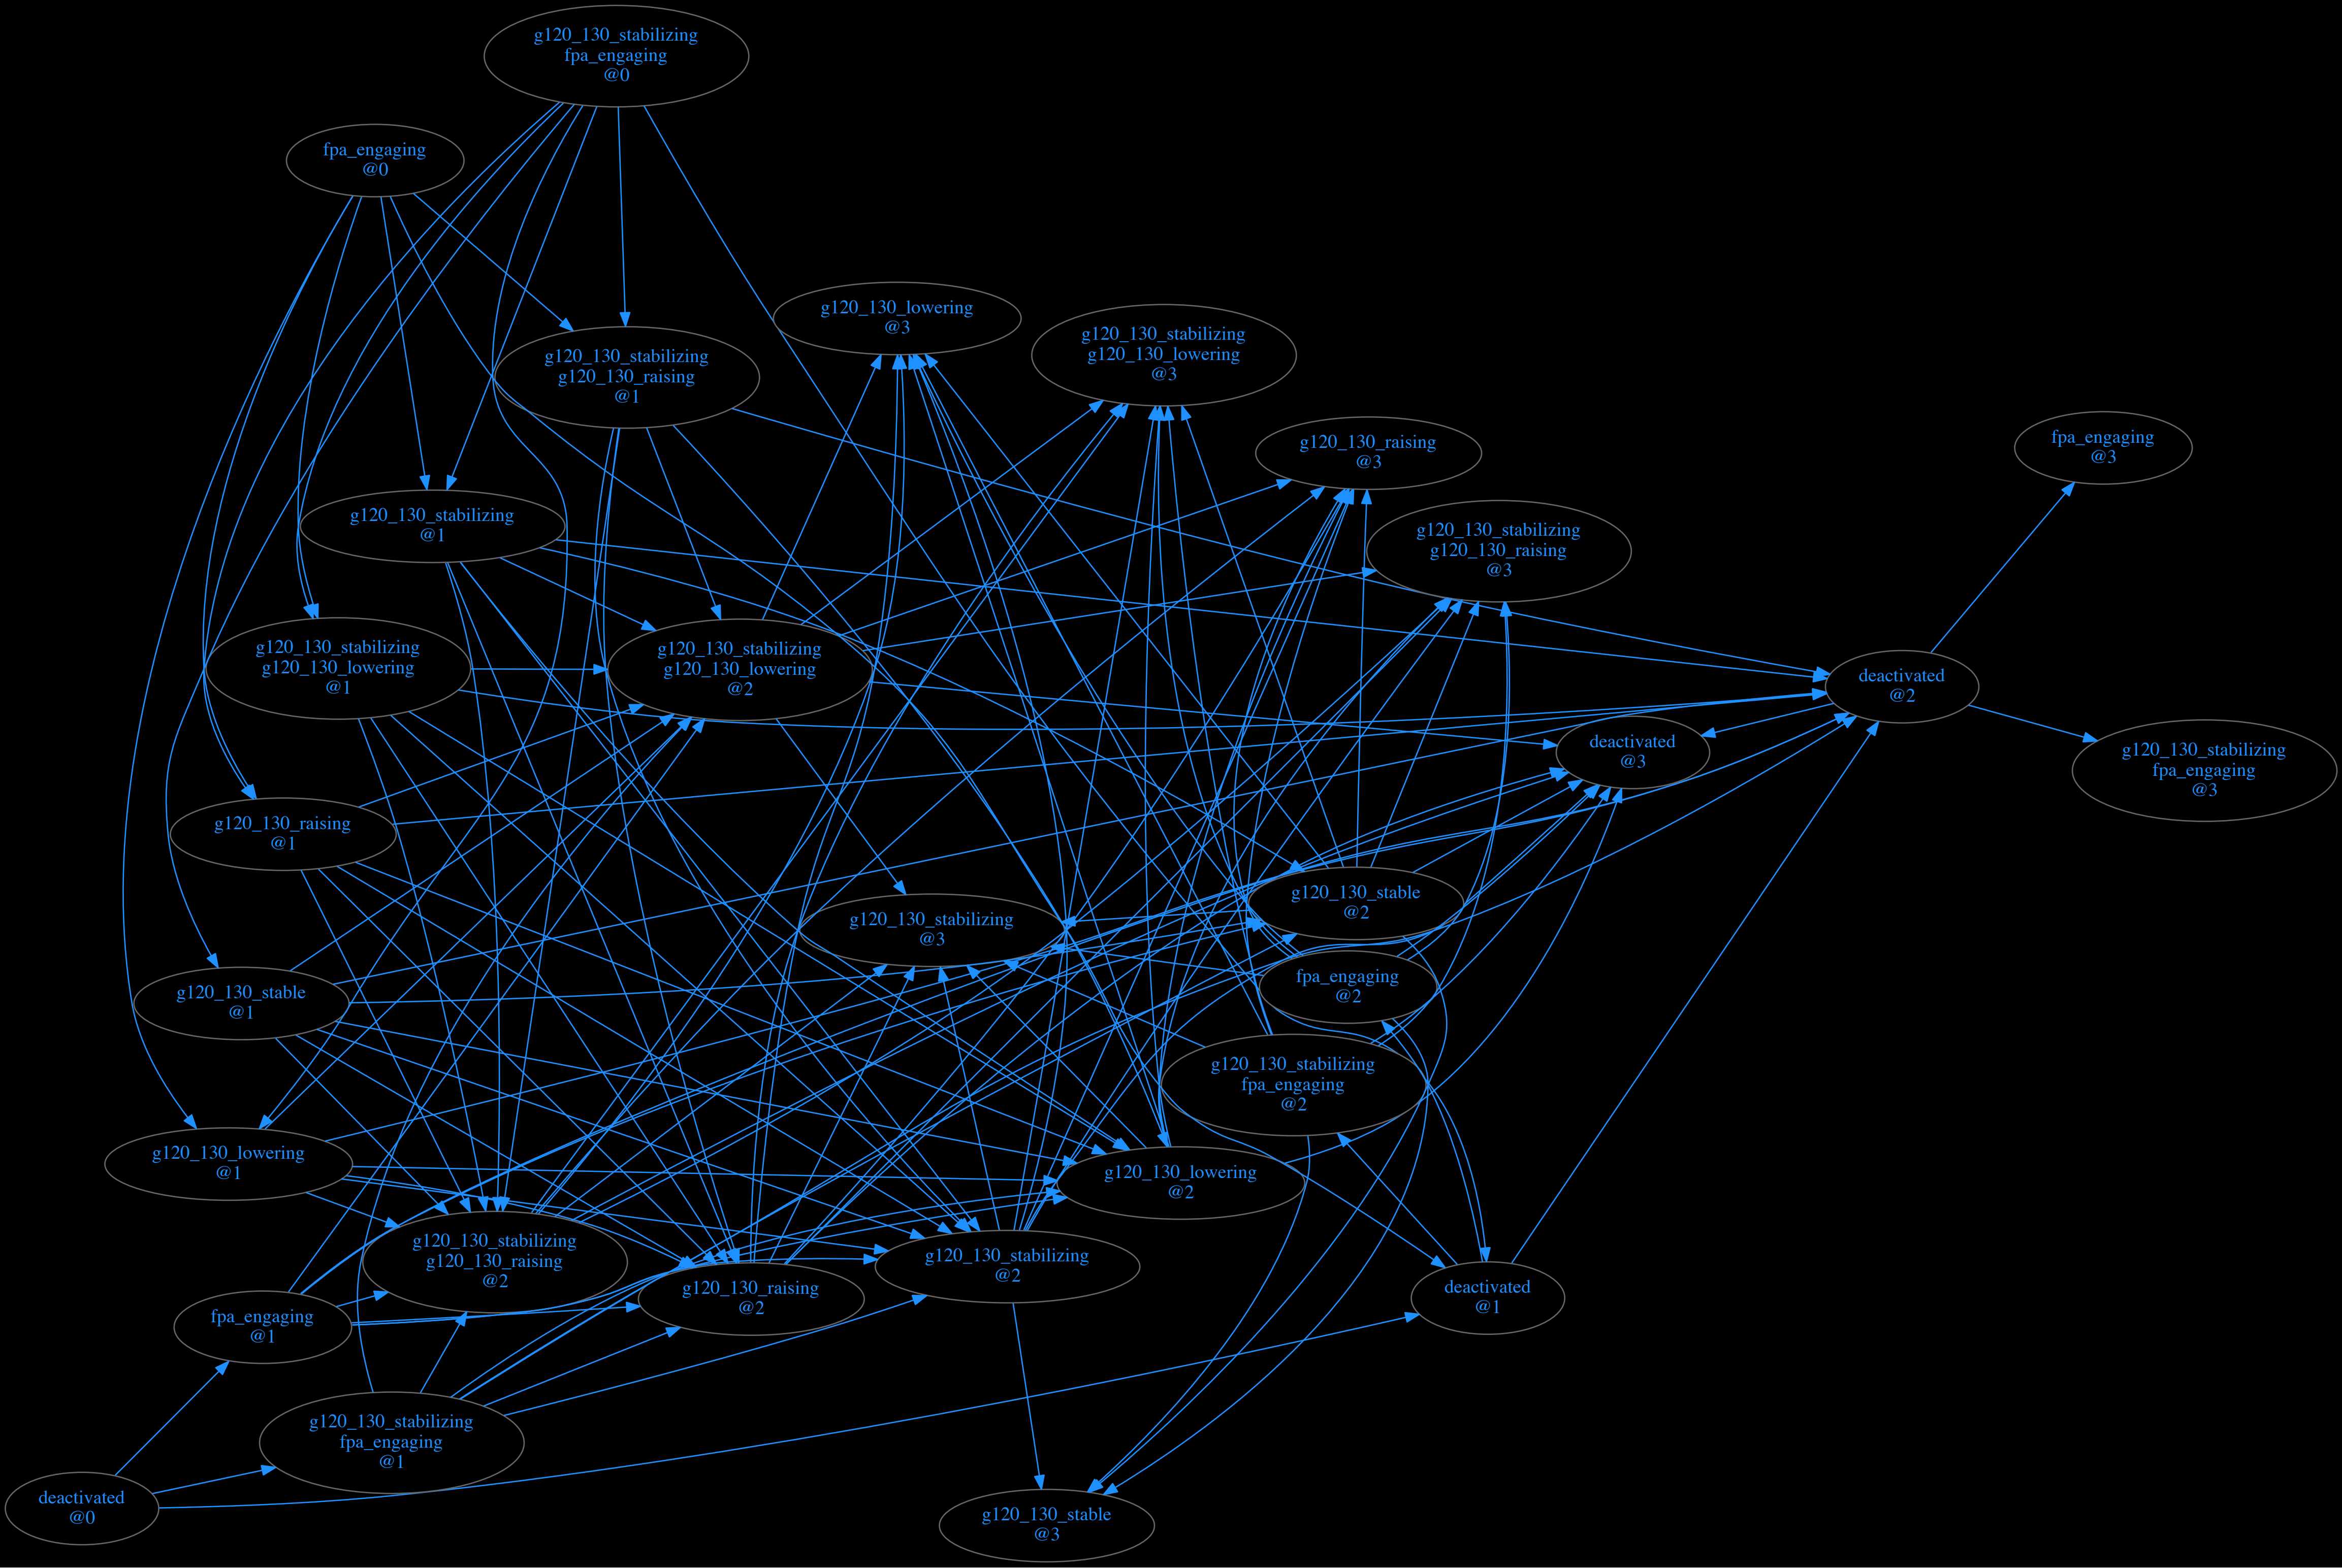 g120_130_stabilizing
fpa_engaging
@0
fpa_engaging
@0
g120_130_lowering
@3
g120_130_stabilizing
g120_130_lowering
@3
g120_130_stabilizing
g120_130_raising
@1
g120_130_raising
@3
fpa_engaging
@3
g120_130_stabilizing
@1
g120_130_stabilizing
g120_130_raising
@3
g120_130_stabilizing
g120_130_lowering
@1
g120_130_stabilizing
g120_130_lowering
@2
deactivated
@2
deactivated
@3
g120_130_stabilizing
fpa_engaging
@3
g120_130_raising
@1
g120_130_stable
@2
g120_130_stabilizing
@3
fpa_engaging
@2
g120_130_stable
@1
g120_130_stabilizing
fpa_engaging
@2
g120_130_lowering
@1
g120_130_lowering
@2
g120_130_stabilizing
g120_130_raising
@2
g120_130_stabilizing
@2
g120_130_raising
@2
deactivated
@1
fpa_engaging
@1
g120_130_stabilizing
fpa_engaging
@1
deactivated
@0
g120_130_stable
@3